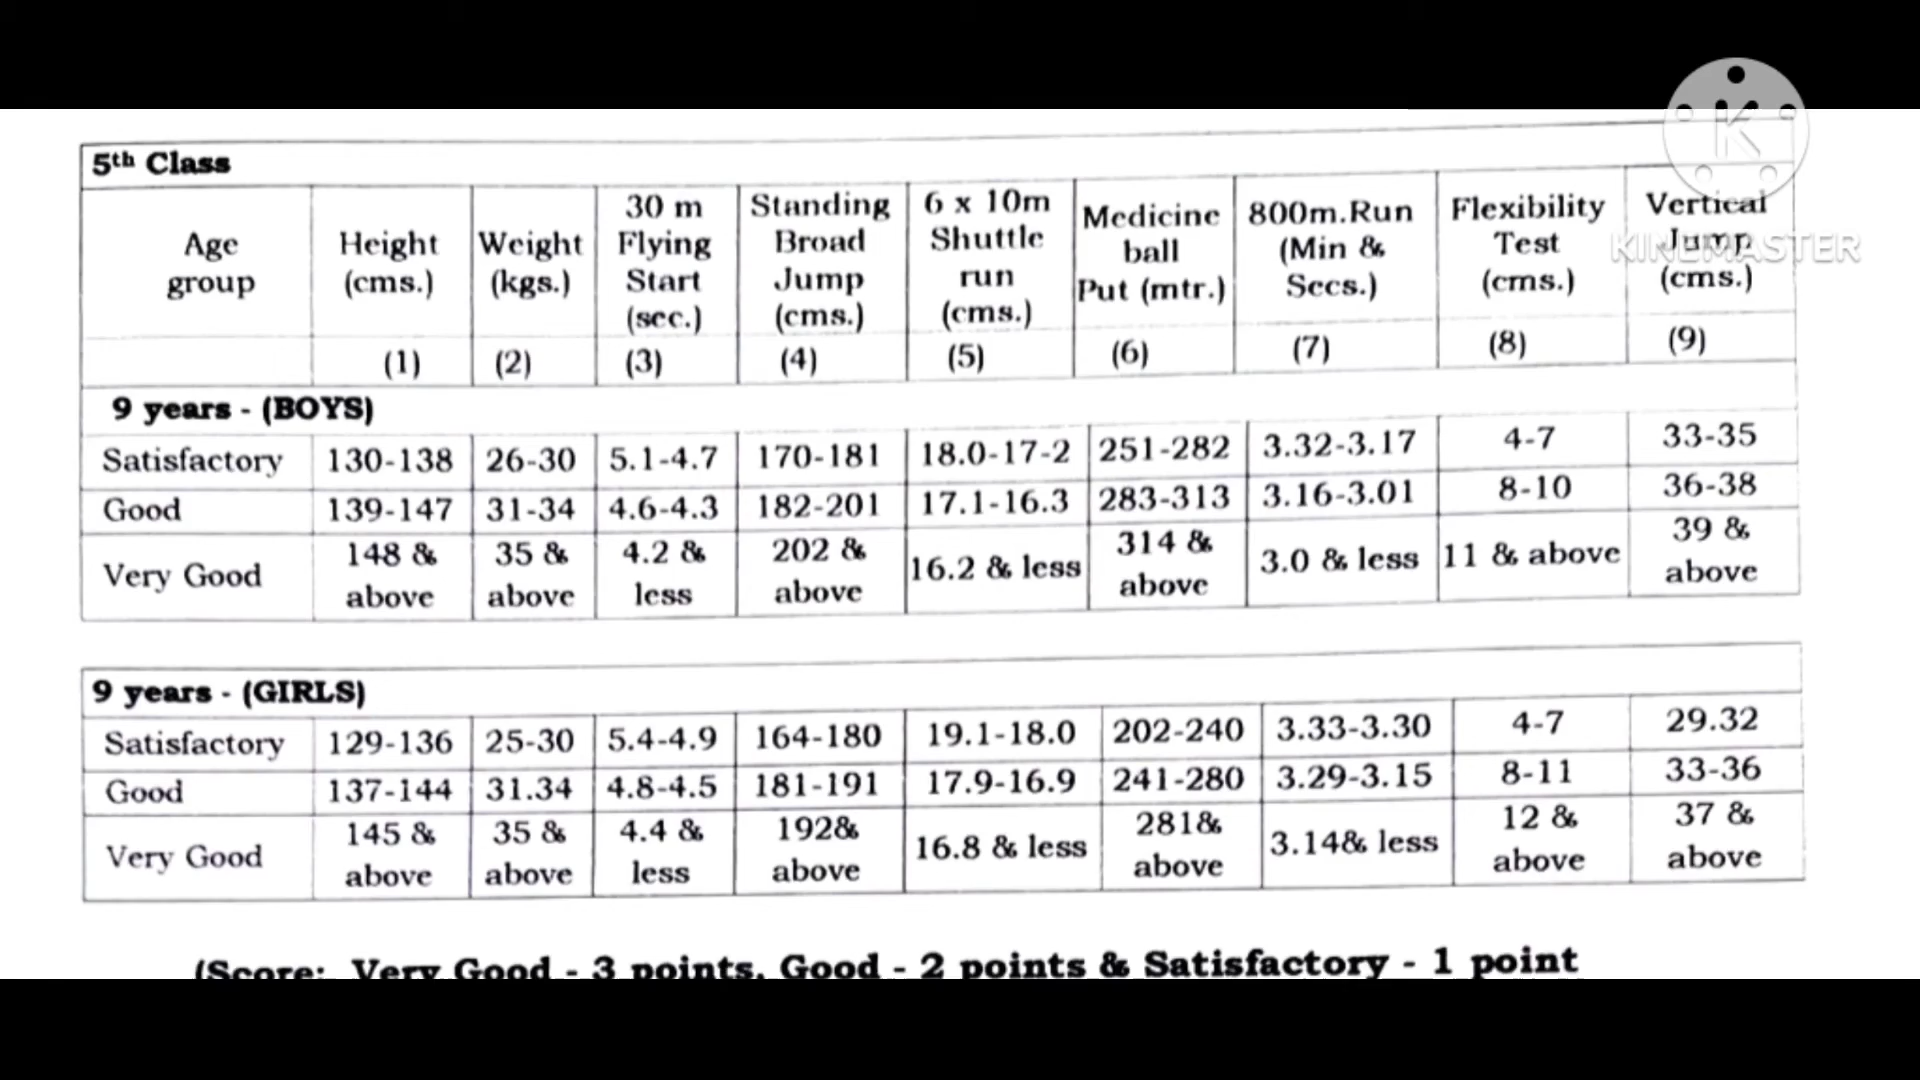 5th Class
Age group | Height (cms.) | Weight (kgs.) | 30 m Flying Start (sec.) | Standing Broad Jump (cms.) | 6 x 10m Shuttle run (cms.) | Medicine ball Put (mtr.) | 800m.Run (Min & Secs.) | Flexibility Test (cms.) | Vertical Jump (cms.)
(1) | (2) | (3) | (4) | (5) | (6) | (7) | (8) | (9)
9 years - (BOYS)
Satisfactory | 130-138 | 26-30 | 5.1-4.7 | 170-181 | 18.0-17-2 | 251-282 | 3.32-3.17 | 4-7 | 33-35
Good | 139-147 | 31-34 | 4.6-4.3 | 182-201 | 17.1-16.3 | 283-313 | 3.16-3.01 | 8-10 | 36-38
Very Good | 148 & above | 35 & above | 4.2 & less | 202 & above | 16.2 & less | 314 & above | 3.0 & less | 11 & above | 39 & above
9 years - (GIRLS)
Satisfactory | 129-136 | 25-30 | 5.4-4.9 | 164-180 | 19.1-18.0 | 202-240 | 3.33-3.30 | 4-7 | 29.32
Good | 137-144 | 31.34 | 4.8-4.5 | 181-191 | 17.9-16.9 | 241-280 | 3.29-3.15 | 8-11 | 33-36
Very Good | 145 & above | 35 & above | 4.4 & less | 192& above | 16.8 & less | 281& above | 3.14& less | 12 & above | 37 & above
(Score: Very Good - 3 points, Good - 2 points & Satisfactory - 1 point
K
KINEMASTER